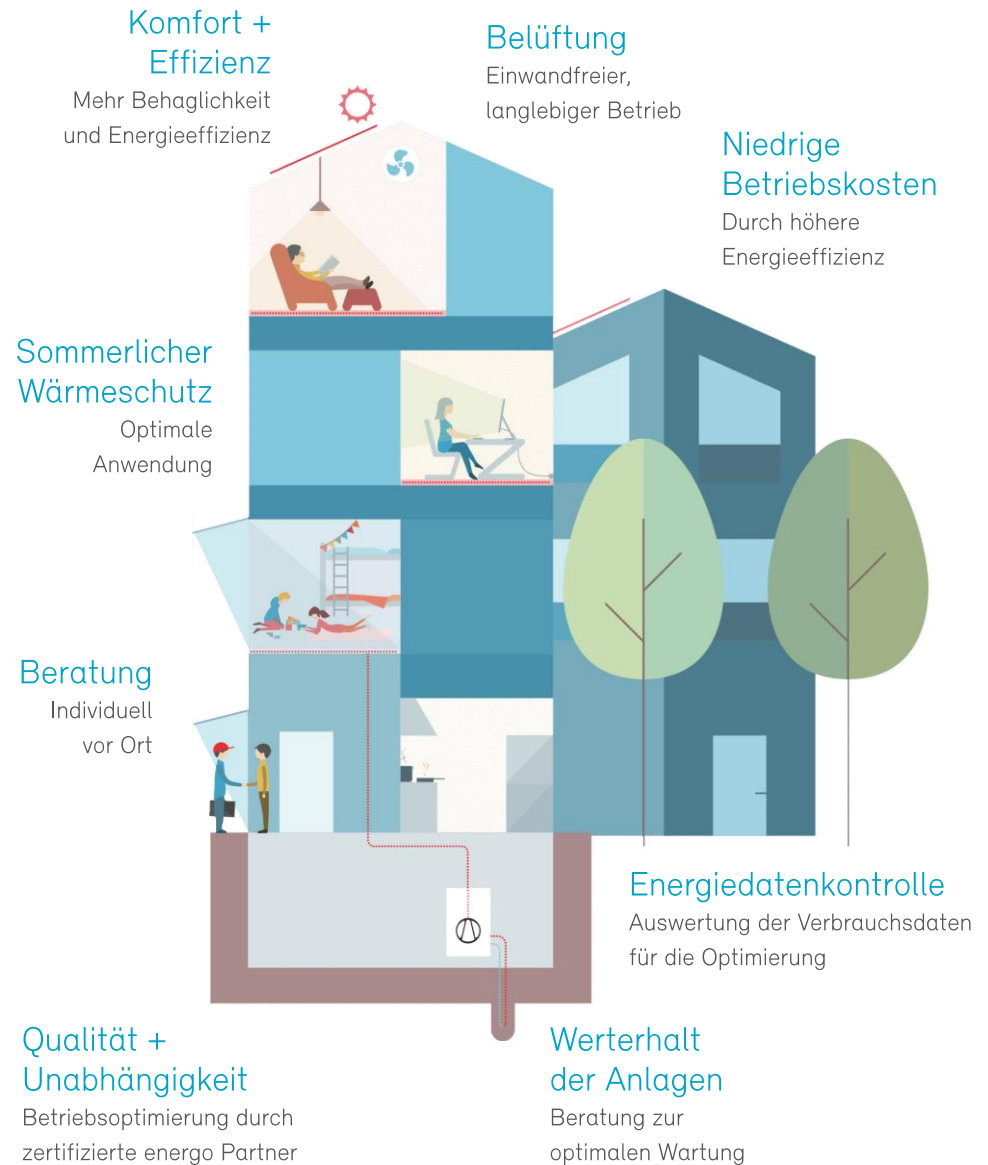 Komfort +
Effizienz
Mehr Behaglichkeit
und Energieeffizienz
Belüftung
Einwandfreier,
langlebiger Betrieb
Niedrige
Betriebskosten
Durch höhere
Energieeffizienz
Sommerlicher
Wärmeschutz
Optimale
Anwendung
Beratung
Individuell
vor Ort
Energiedatenkontrolle
Auswertung der Verbrauchsdaten
für die Optimierung
Qualität +
Unabhängigkeit
Betriebsoptimierung durch
zertifizierte energo Partner
Werterhalt
der Anlagen
Beratung zur
optimalen Wartung